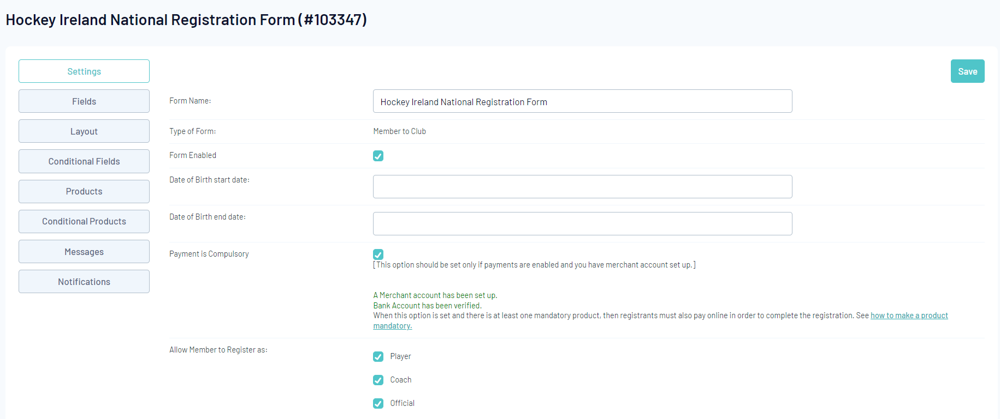 Hockey Ireland National Registration Form (#103347)
Settings
Save
Fields
Form Name:
Hockey Ireland National Registration Form
Layout
Type of Form:
Member to Club
Conditional Fields
Form Enabled
Products
Date of Birth start date:
Conditional Products
Date of Birth end date:
Messages
Payment is Compulsory
[This option should be set only if payments are enabled and you have merchant account set up.]
Notifications
A Merchant account has been set up.
Bank Account has been verified.
When this option is set and there is at least one mandatory product, then registrants must also pay online in order to complete the registration. See how to make a product
mandatory.
Allow Member to Register as:
Player
Coach
Official